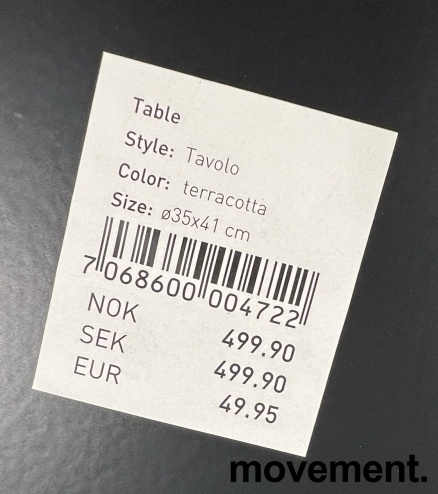 Table
Style: Tavolo
Color: terracotta
Size: ø35x41 cm
7 068600 004722
NOK 499.90
SEK 499.90
EUR 49.95
movement.